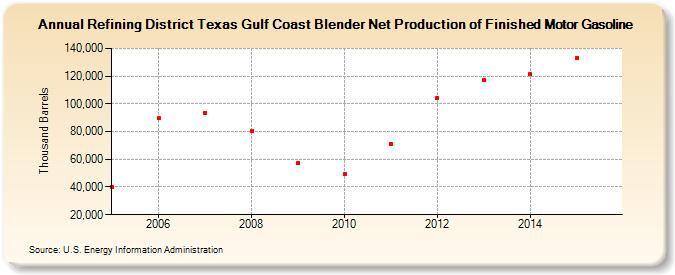 Annual Refining District Texas Gulf Coast Blender Net Production of Finished Motor Gasoline
Thousand Barrels
140,000
120,000
100,000
80,000
60,000
40,000
20,000
2006 2008 2010 2012 2014
Source: U.S. Energy Information Administration